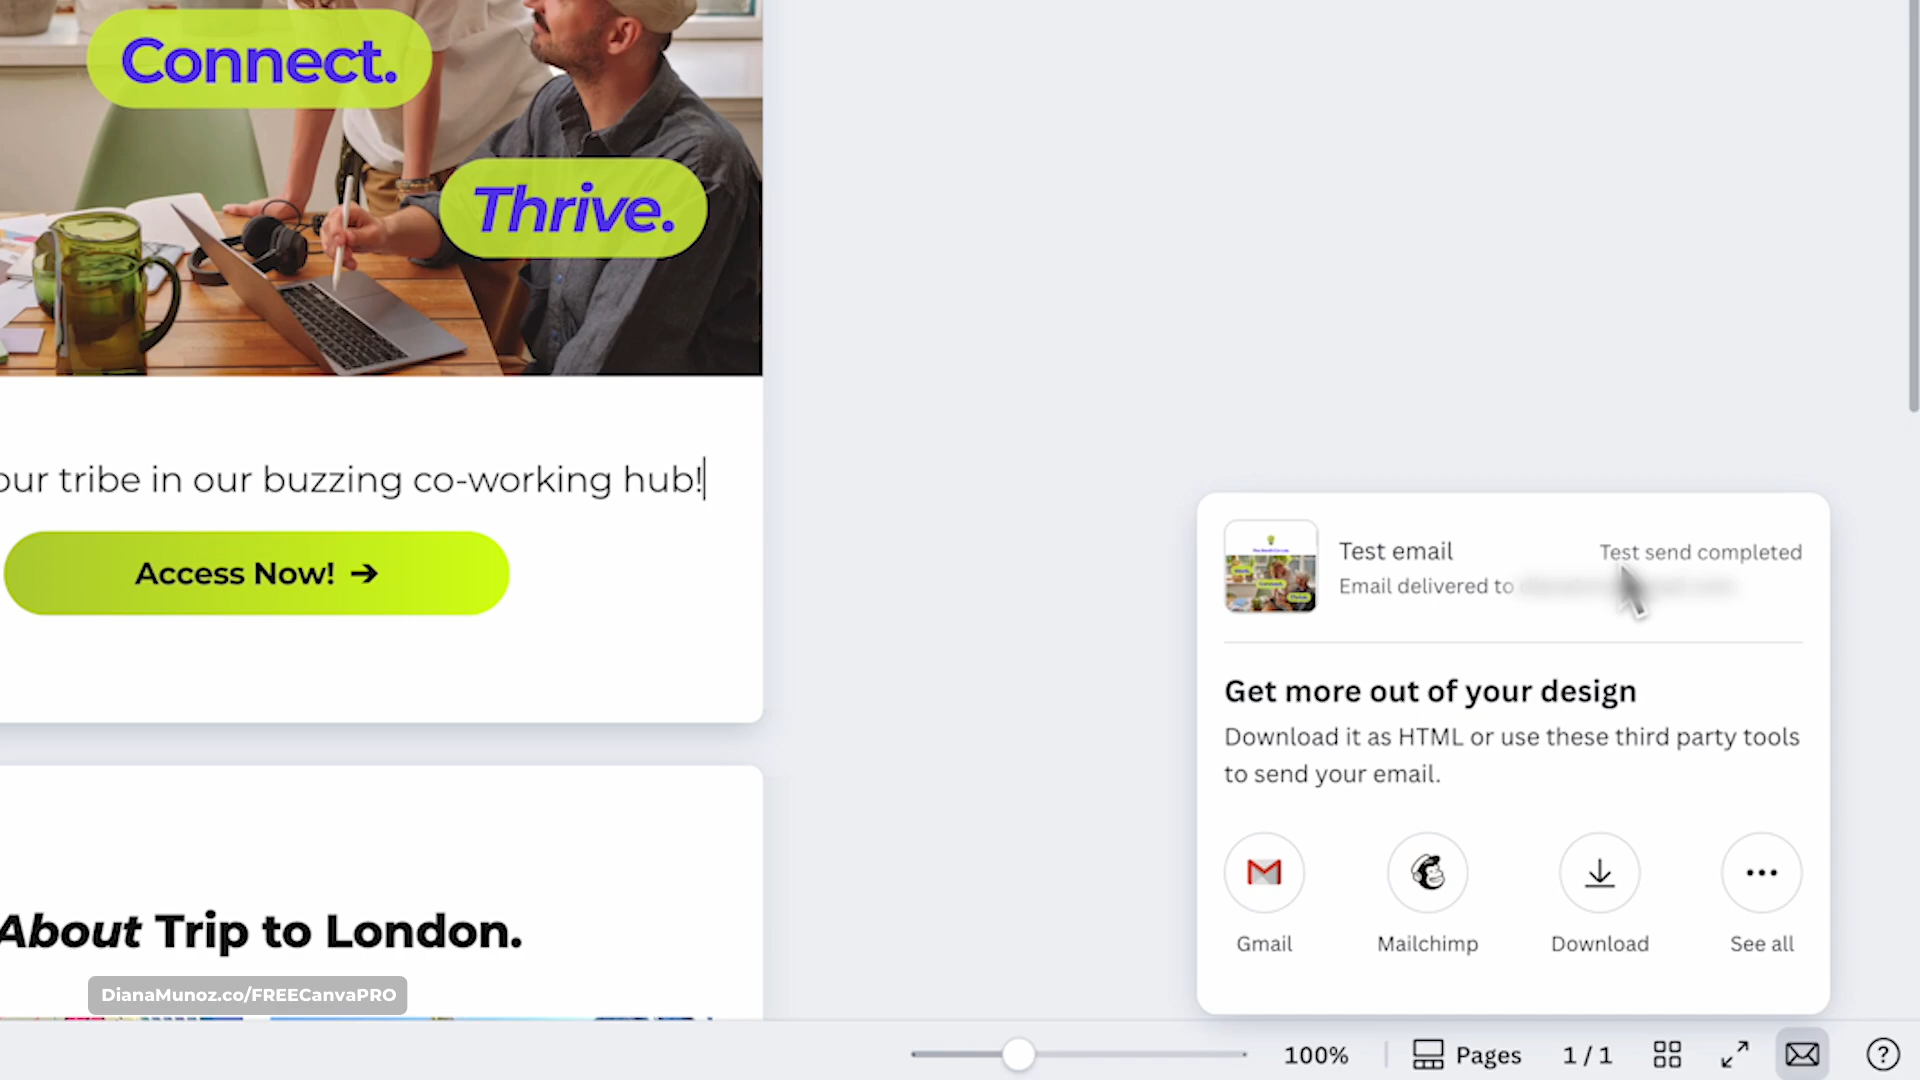 Connect.
Thrive.
our tribe in our buzzing co-working hub!
Access Now! →
About Trip to London.
DianaMunoz.co/FREECanvaPRO
Test email
Test send completed
Email delivered to
Get more out of your design
Download it as HTML or use these third party tools
to send your email.
Gmail
Mailchimp
Download
See all
100%
Pages
1 / 1